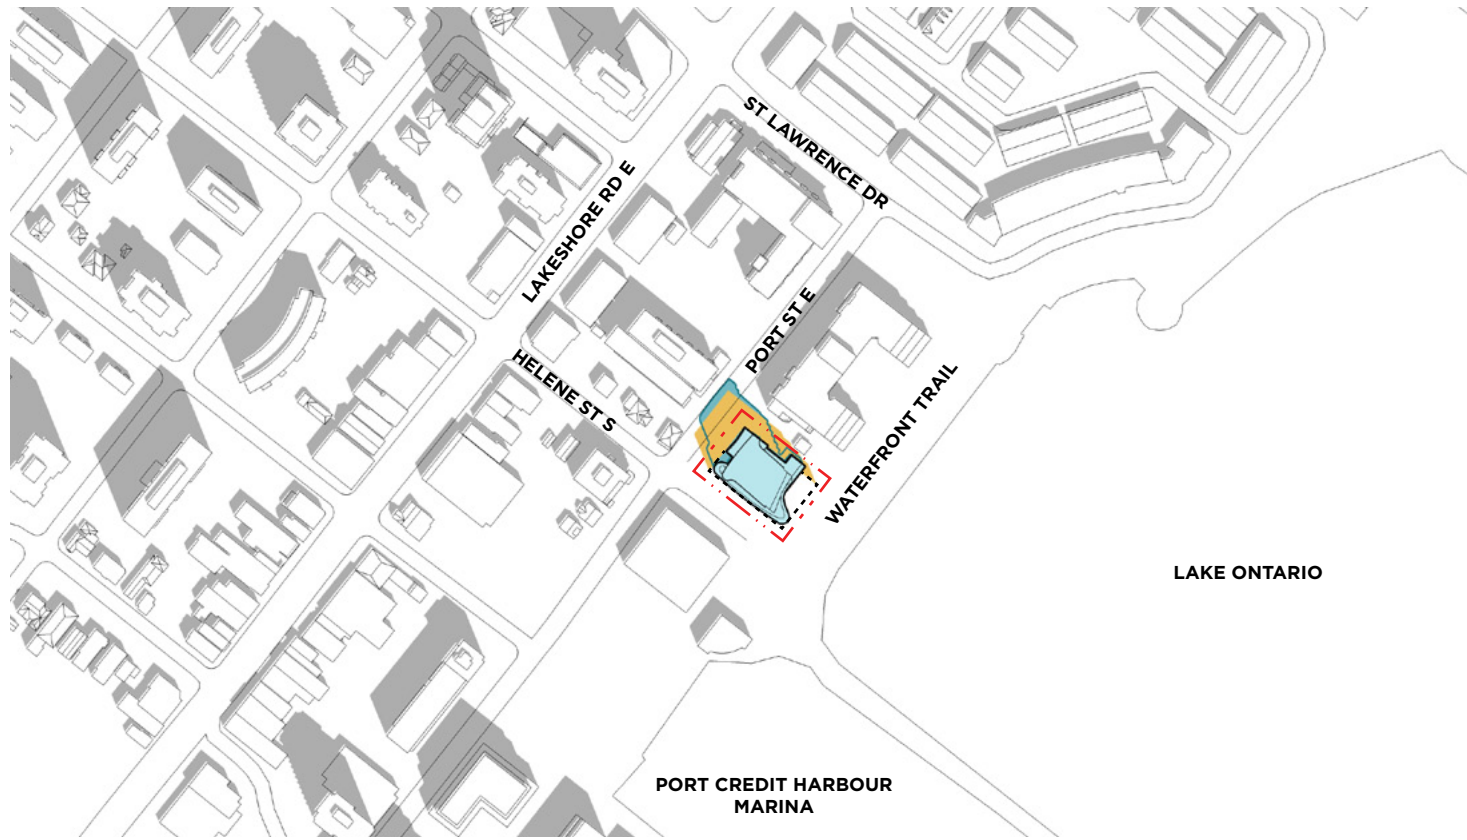 ST LAWRENCE DR
LAKESHORE RD E
PORT ST E
HELENE ST S
WATERFRONT TRAIL
LAKE ONTARIO
PORT CREDIT HARBOUR
MARINA